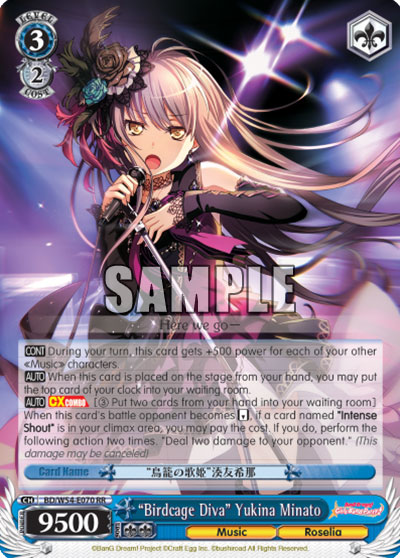 LEVEL
3
2
COST
SAMPLE
Here we go—
CONT During your turn, this card gets +500 power for each of your other
«Music» characters.
AUTO When this card is placed on the stage from your hand, you may put
the top card of your clock into your waiting room.
AUTO CX COMBO [③ Put two cards from your hand into your waiting room]
When this card's battle opponent becomes, if a card named "Intense
Shout" is in your climax area, you may pay the cost. If you do, perform the
following action two times. "Deal two damage to your opponent." (This
damage may be cancelled)
Card Name "鳥籠の歌姫"湊友希那
CH BD/W54-E070 RR
POWER 9500 "Birdcage Diva" Yukina Minato
Music Roselia
©BanG Dream! Project ©Craft Egg Inc. ©bushiroad All Rights Reserved.